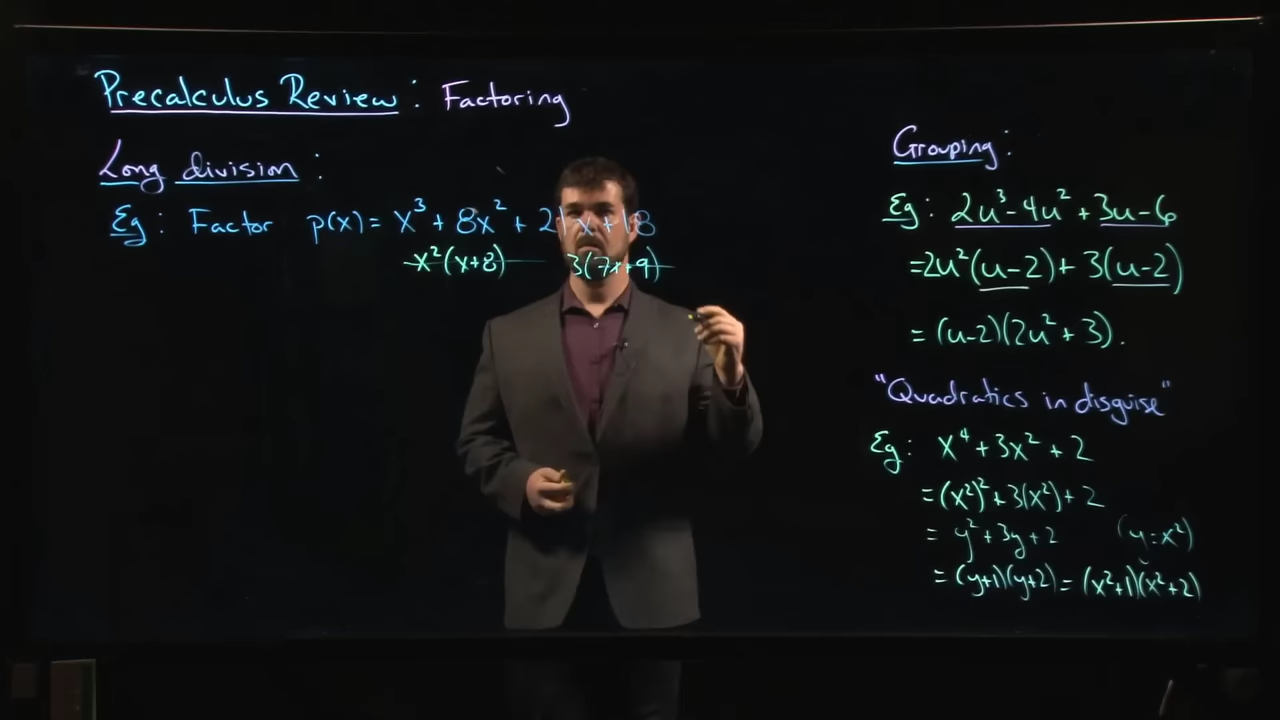 Precalculus Review: Factoring
Long division:
Eg: Factor p(x) = x³ + 8x² + 21x + 18
x²(x+8) 3(7x+9)
Grouping:
Eg: 2u³-4u² + 3u-6
=2u²(u-2) + 3(u-2)
= (u-2)(2u² + 3).
"Quadratics in disguise"
Eg: x⁴ + 3x² + 2
= (x²)² + 3(x²) + 2
= y² + 3y + 2 (y=x²)
= (y+1)(y+2) = (x²+1)(x²+2)